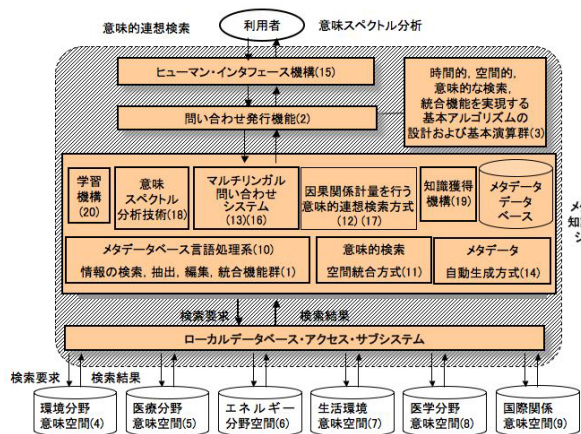 意味的連想検索
利用者
意味スペクトル分析
ヒューマン・インタフェース機構(15)
問い合わせ発行機能(2)
時間的, 空間的,
意味的な検索,
統合機能を実現する
基本アルゴリズムの
設計および基本演算群(3)
学習
機構
(20)
意味
スペクトル
分析技術(18)
マルチリンガル
問い合わせ
システム
(13)(16)
因果関係計量を行う
意味的連想検索方式
(12) (17)
知識獲得
機構(19)
メタデータ
データ
ベース
メタデータベース言語処理系(10)
情報の検索, 抽出, 編集, 統合機能群(1)
意味的検索
空間統合方式(11)
メタデータ
自動生成方式(14)
メ
知識
シ
検索要求
検索結果
ローカルデータベース・アクセス・サブシステム
検索要求
検索結果
環境分野
意味空間(4)
医療分野
意味空間(5)
エネルギー
分野空間(6)
生活環境
意味空間(7)
医学分野
意味空間(8)
国際関係
意味空間(9)